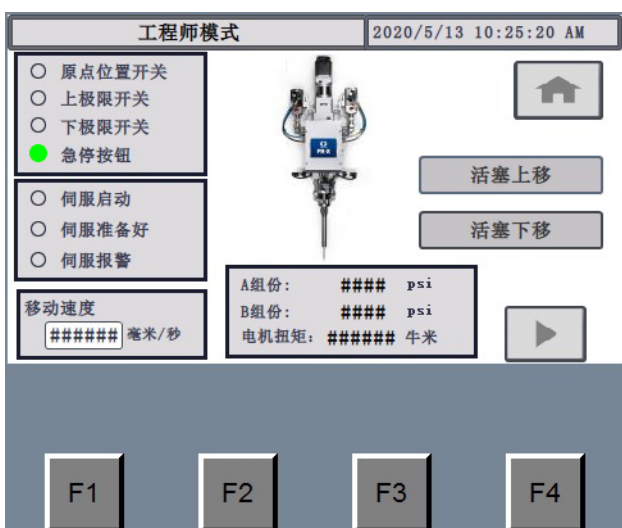 工程师模式
2020/5/13 10:25:20 AM
原点位置开关
上极限开关
下极限开关
急停按钮
伺服启动
伺服准备好
伺服报警
移动速度
###### 毫米/秒
PR-X
活塞上移
活塞下移
A组份: #### psi
B组份: #### psi
电机扭矩: ###### 牛米
F1
F2
F3
F4